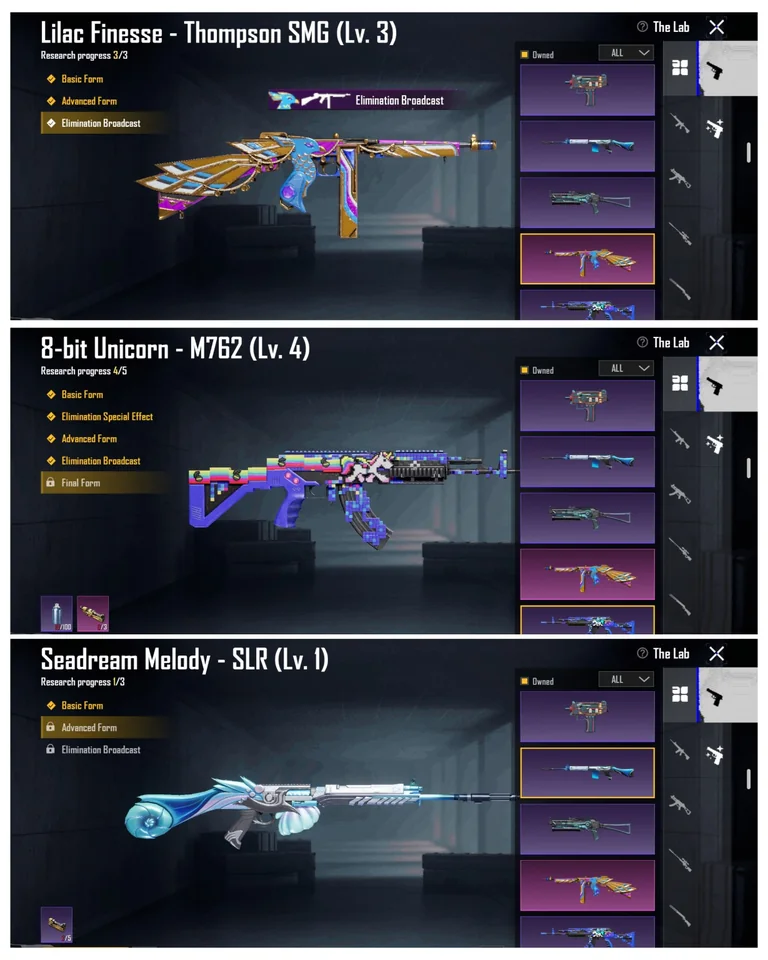 Lilac Finesse - Thompson SMG (Lv. 3)
The Lab
Research progress 3/3
Owned
ALL
Basic Form
Advanced Form
Elimination Broadcast
Elimination Broadcast
8-bit Unicorn - M762 (Lv. 4)
The Lab
Research progress 4/5
Owned
ALL
Basic Form
Elimination Special Effect
Advanced Form
Elimination Broadcast
Final Form
/100
/3
Seadream Melody - SLR (Lv. 1)
The Lab
Research progress 1/3
Owned
ALL
Basic Form
Advanced Form
Elimination Broadcast
/5